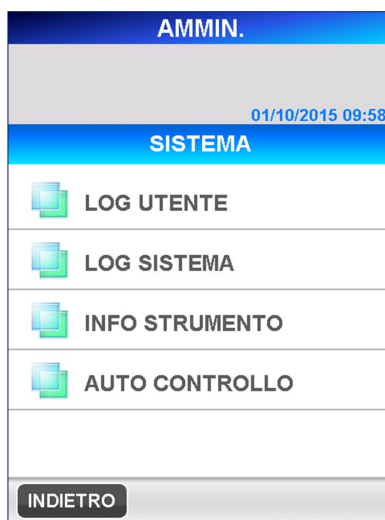 AMMIN.
01/10/2015 09:58
SISTEMA
LOG UTENTE
LOG SISTEMA
INFO STRUMENTO
AUTO CONTROLLO
INDIETRO